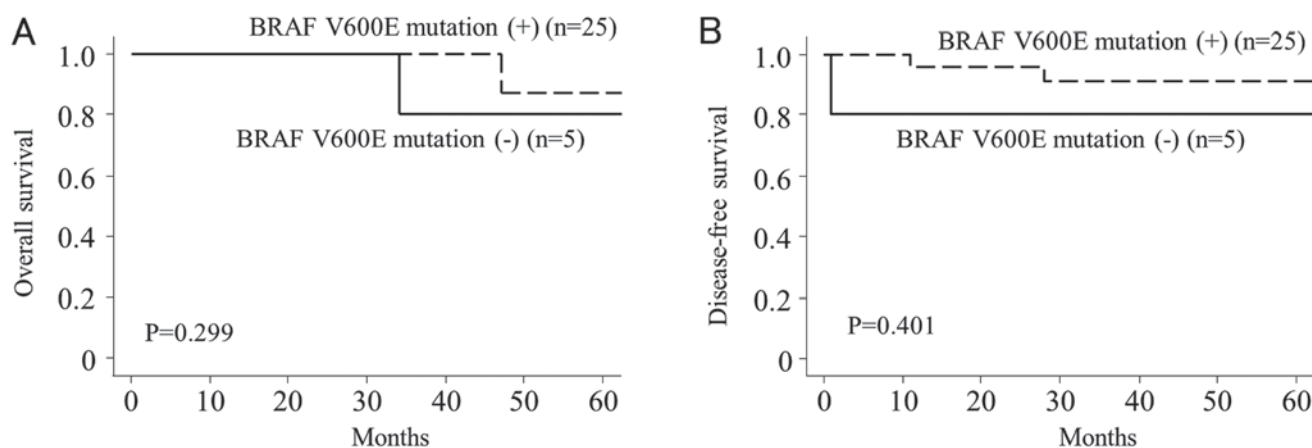 A
BRAF V600E mutation (+) (n=25)
1.0
0.8
BRAF V600E mutation (-) (n=5)
0.6
0.4
0.2
P=0.299
0
Overall survival
0 10 20 30 40 50 60
Months
B
BRAF V600E mutation (+) (n=25)
1.0
0.8
BRAF V600E mutation (-) (n=5)
0.6
0.4
0.2
P=0.401
0
Disease-free survival
0 10 20 30 40 50 60
Months